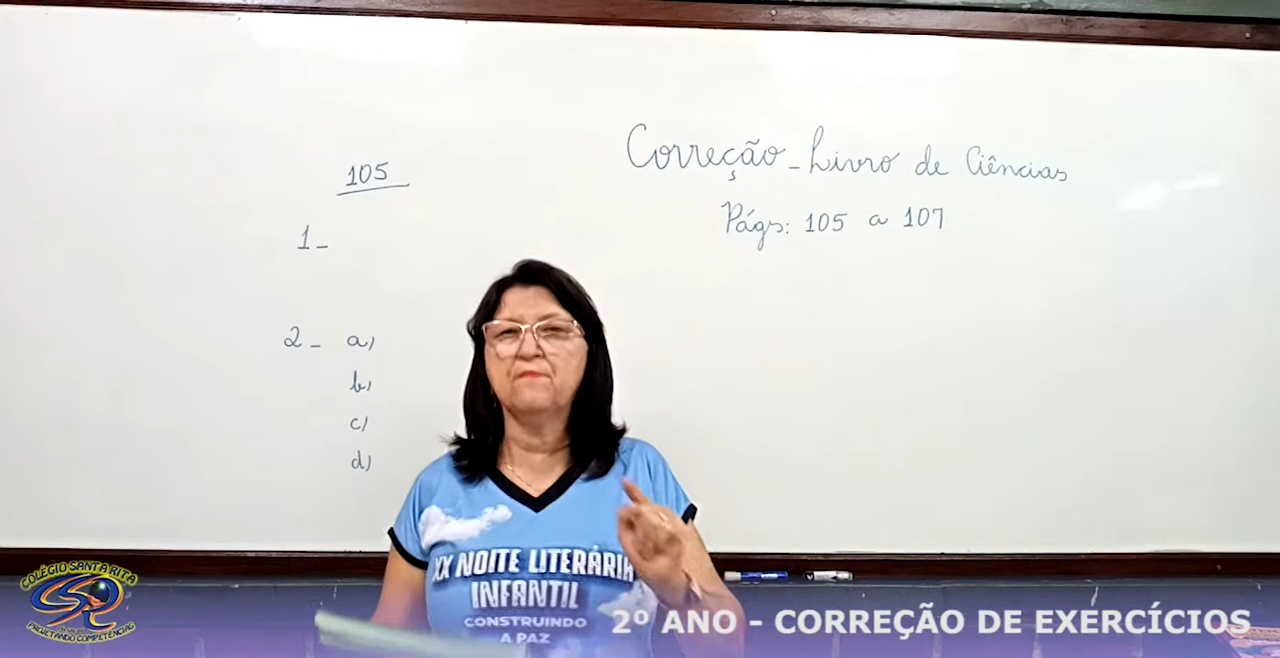 Correção - Livro de Ciências
Págs: 105 a 107
105
1-
2- a)
b)
c)
d)
XX NOITE LITERÁRIA
INFANTIL
CONSTRUINDO
A PAZ
COLÉGIO SANTA RITA
PROJETANDO COMPETÊNCIAS
2º ANO - CORREÇÃO DE EXERCÍCIOS